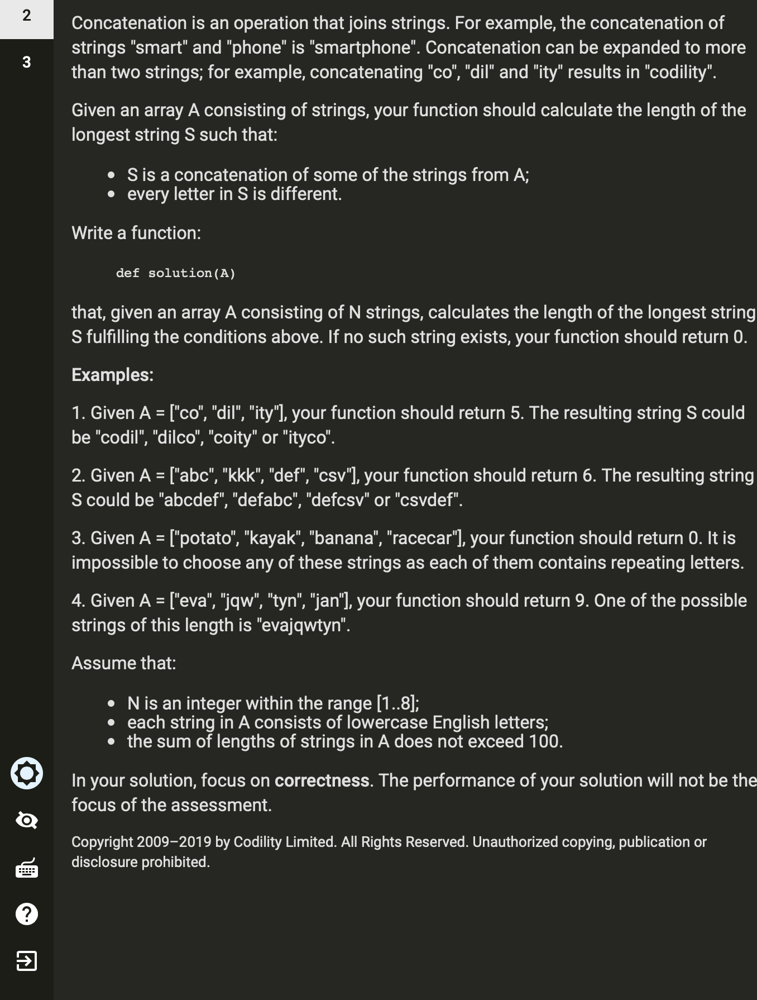 2
3
Concatenation is an operation that joins strings. For example, the concatenation of
strings "smart" and "phone" is "smartphone". Concatenation can be expanded to more
than two strings; for example, concatenating "co", "dil" and "ity" results in "codility".
Given an array A consisting of strings, your function should calculate the length of the
longest string S such that:
• S is a concatenation of some of the strings from A;
• every letter in S is different.
Write a function:
def solution(A)
that, given an array A consisting of N strings, calculates the length of the longest string
S fulfilling the conditions above. If no such string exists, your function should return 0.
Examples:
1. Given A = ["co", "dil", "ity"], your function should return 5. The resulting string S could
be "codil", "dilco", "coity" or "ityco".
2. Given A = ["abc", "kkk", "def", "csv"], your function should return 6. The resulting string
S could be "abcdef", "defabc", "defcsv" or "csvdef".
3. Given A = ["potato", "kayak", "banana", "racecar"], your function should return 0. It is
impossible to choose any of these strings as each of them contains repeating letters.
4. Given A = ["eva", "jqw", "tyn", "jan"], your function should return 9. One of the possible
strings of this length is "evajqwtyn".
Assume that:
• N is an integer within the range [1..8];
• each string in A consists of lowercase English letters;
• the sum of lengths of strings in A does not exceed 100.
In your solution, focus on correctness. The performance of your solution will not be the
focus of the assessment.
Copyright 2009–2019 by Codility Limited. All Rights Reserved. Unauthorized copying, publication or
disclosure prohibited.